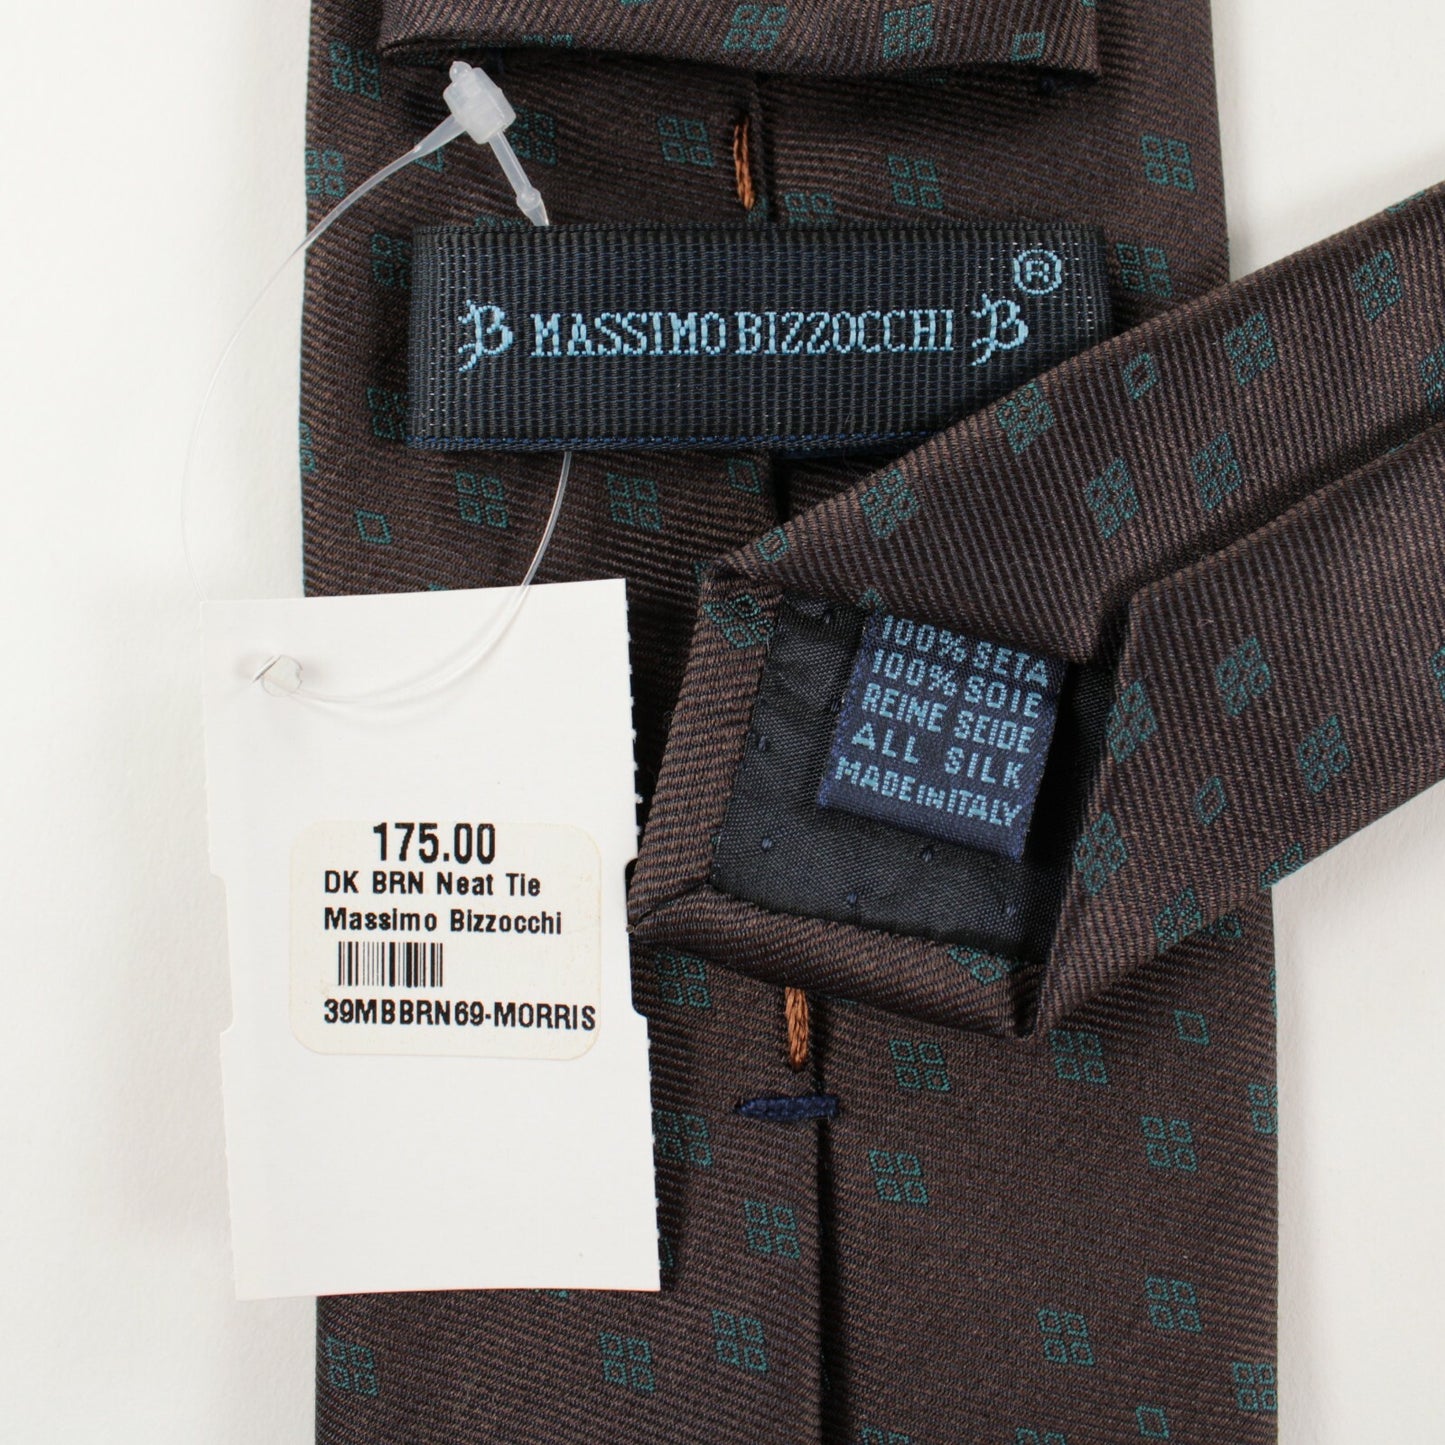 B MASSIMO BIZZOCCHI B ®
100% SETA
100% SOIE
REINE SEIDE
ALL SILK
MADE IN ITALY
175.00
DK BRN Neat Tie
Massimo Bizzocchi
39MBBRN69-MORRIS